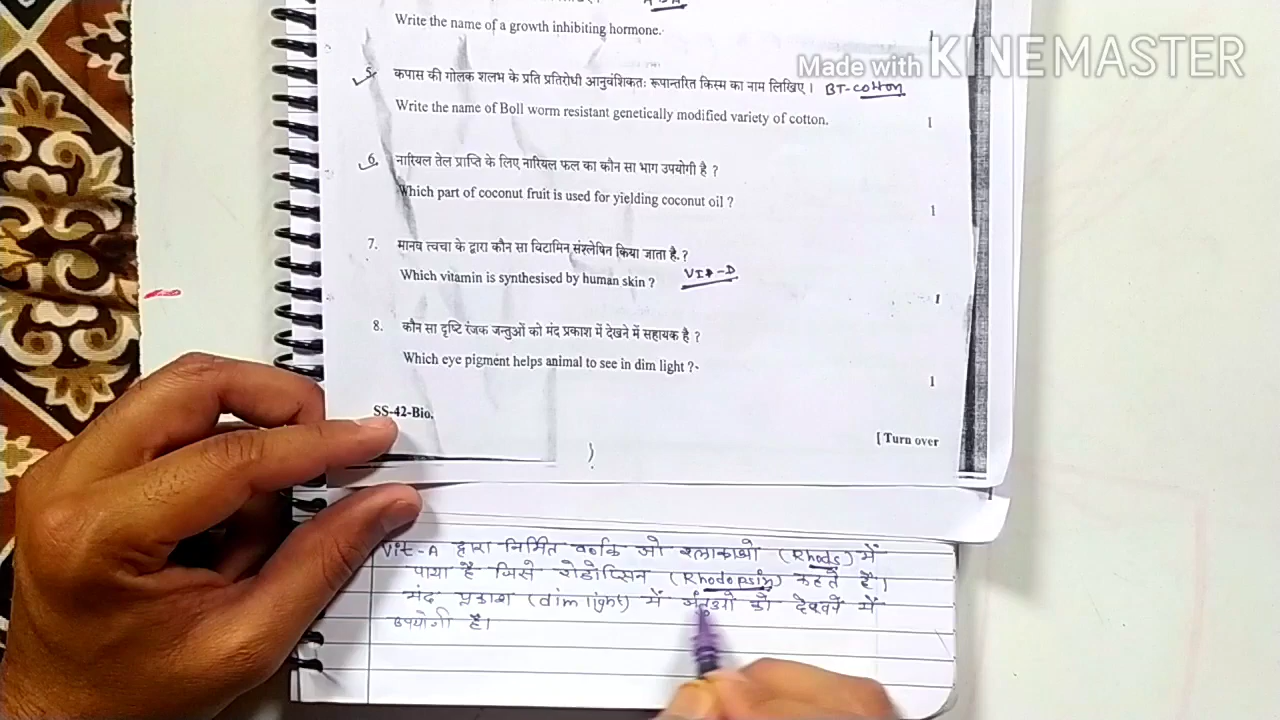 Write the name of a growth inhibiting hormone.
1
Made with KINEMASTER
5. कपास की गोलक शलभ के प्रति प्रतिरोधी आनुवंशिकतः रूपान्तरित किस्म का नाम लिखिए । BT-Cotton
Write the name of Boll worm resistant genetically modified variety of cotton.
1
6. नारियल तेल प्राप्ति के लिए नारियल फल का कौन सा भाग उपयोगी है ?
Which part of coconut fruit is used for yielding coconut oil ?
1
7. मानव त्वचा के द्वारा कौन सा विटामिन संश्लेषित किया जाता है ?
Which vitamin is synthesised by human skin ? VIt-D
1
8. कौन सा दृष्टि रंजक जन्तुओं को मंद प्रकाश में देखने में सहायक है ?
Which eye pigment helps animal to see in dim light ?
1
SS-42-Bio.
[ Turn over
Vit-A द्वारा निर्मित वर्णक जो श्लाकाओ (Rhods) में
पाया है जिसे रोडोप्सिन (Rhodopsin) कहते है।
मंद प्रकाश (dim light) में जंतुओ को देखने में
उपयोगी है।